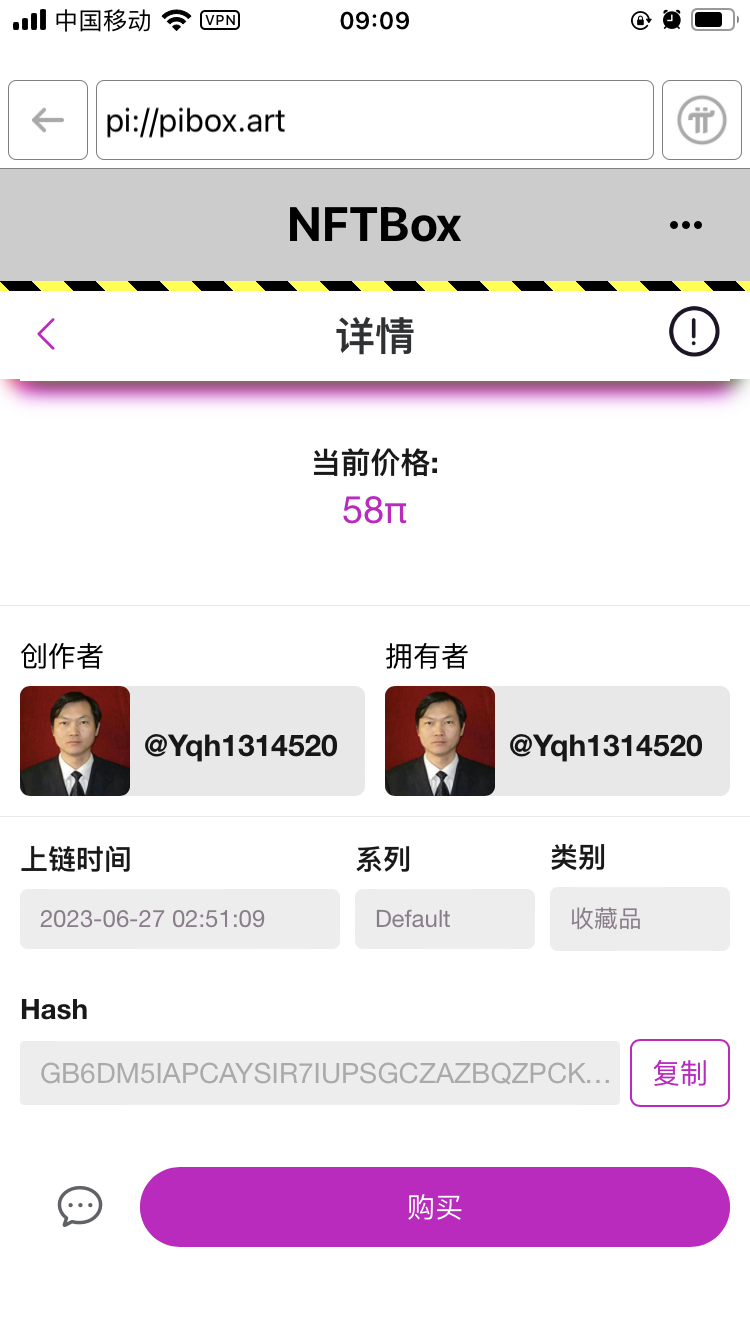 中国移动 VPN 09:09
pi://pibox.art
NFTBox
详情
当前价格:
58π
创作者 拥有者
@Yqh1314520 @Yqh1314520
上链时间 系列 类别
2023-06-27 02:51:09 Default 收藏品
Hash
GB6DM5IAPCAYSIR7IUPSGCZAZBQZPCK... 复制
购买